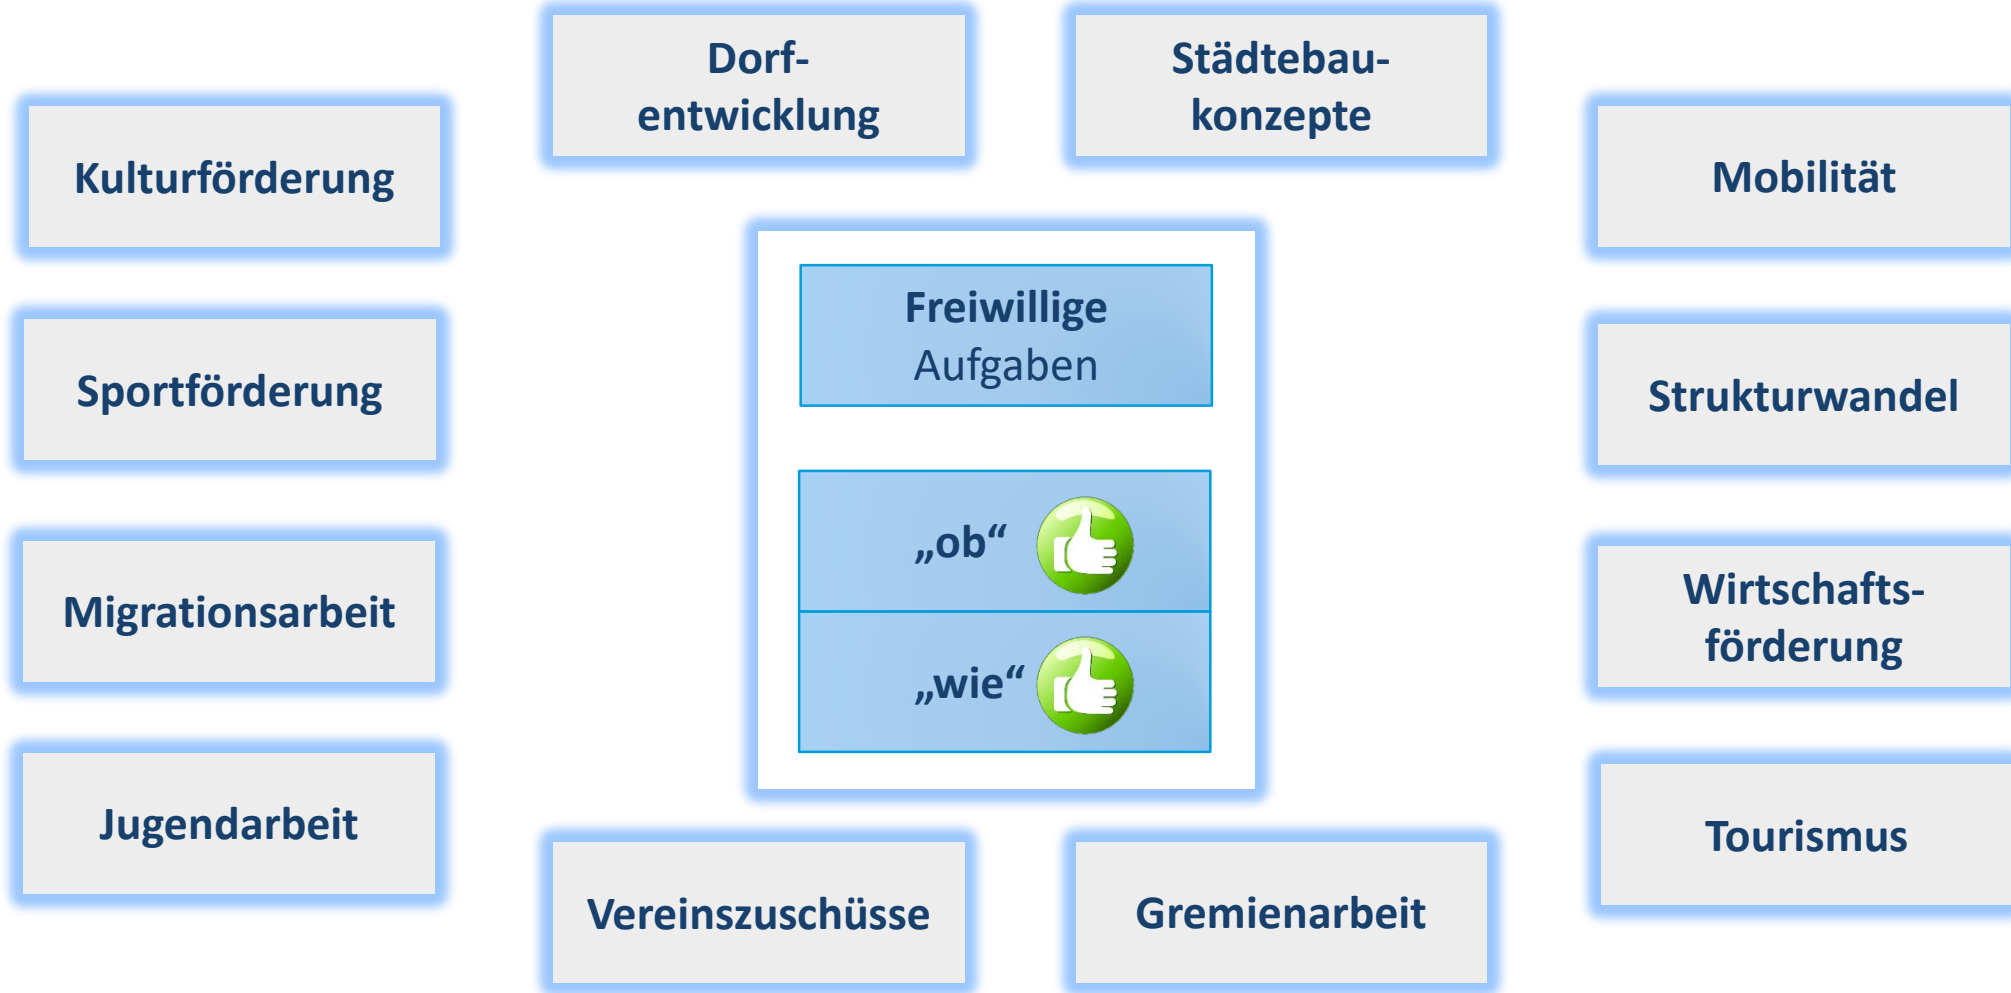 Dorf-
entwicklung
Städtebau-
konzepte
Kulturförderung
Mobilität
Freiwillige
Aufgaben
Sportförderung
Strukturwandel
„ob“
Migrationsarbeit
Wirtschafts-
förderung
„wie“
Jugendarbeit
Tourismus
Vereinszuschüsse
Gremienarbeit